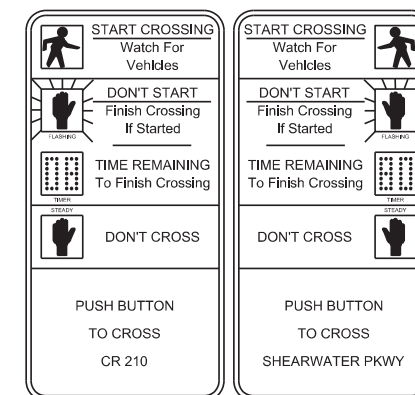 START CROSSING
Watch For
Vehicles
DON'T START
Finish Crossing
If Started
FLASHING
TIME REMAINING
To Finish Crossing
TIMER
STEADY
DON'T CROSS
PUSH BUTTON
TO CROSS
CR 210
START CROSSING
Watch For
Vehicles
DON'T START
Finish Crossing
If Started
FLASHING
TIME REMAINING
To Finish Crossing
TIMER
STEADY
DON'T CROSS
PUSH BUTTON
TO CROSS
SHEARWATER PKWY